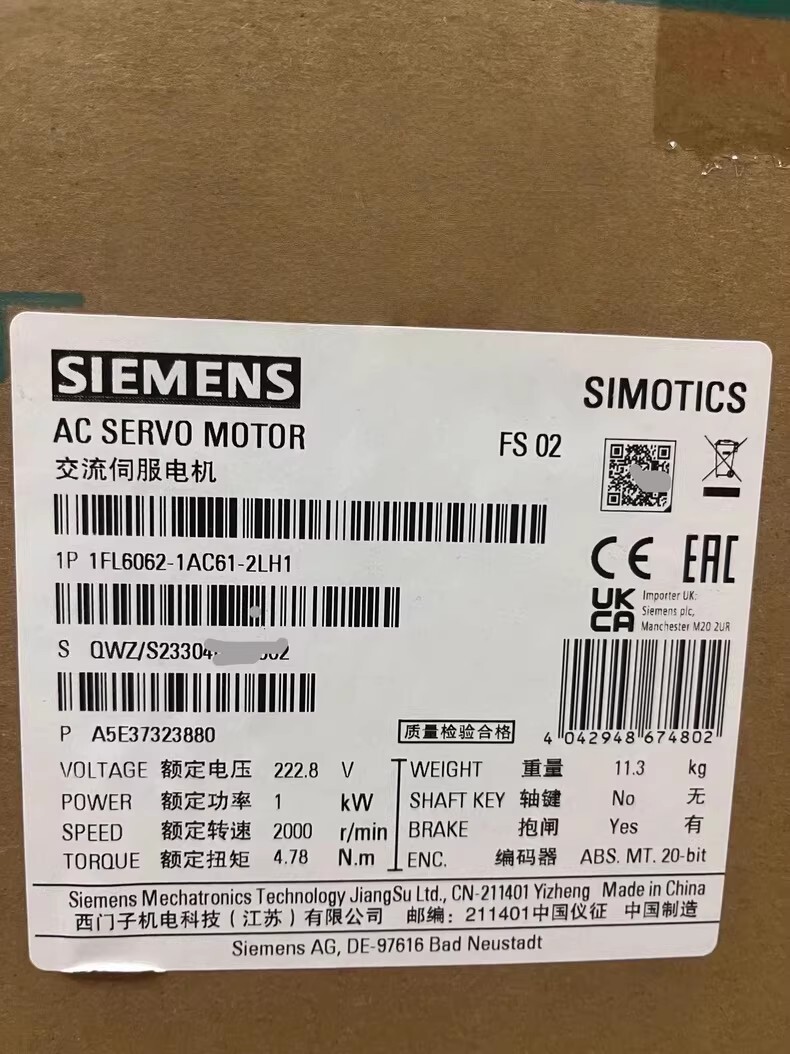 SIEMENS
SIMOTICS
AC SERVO MOTOR
FS 02
交流伺服电机
1P 1FL6062-1AC61-2LH1
CE EAC
UK CA
Importer UK:
Siemens plc,
Manchester M20 2UR
S QWZ/S23304
P A5E37323880
质量检验合格
4 042948 674802
VOLTAGE 额定电压 222.8 V
POWER 额定功率 1 kW
SPEED 额定转速 2000 r/min
TORQUE 额定扭矩 4.78 N.m
WEIGHT 重量 11.3 kg
SHAFT KEY 轴键 No 无
BRAKE 抱闸 Yes 有
ENC. 编码器 ABS. MT. 20-bit
Siemens Mechatronics Technology JiangSu Ltd., CN-211401 Yizheng Made in China
西门子机电科技（江苏）有限公司 邮编：211401中国仪征 中国制造
Siemens AG, DE-97616 Bad Neustadt